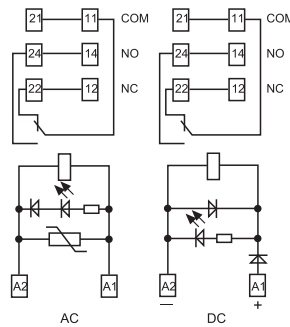 21 11 COM 21 11 COM
24 14 NO 24 14 NO
22 12 NC 22 12 NC
A2 A1 A2 A1
— +
AC DC